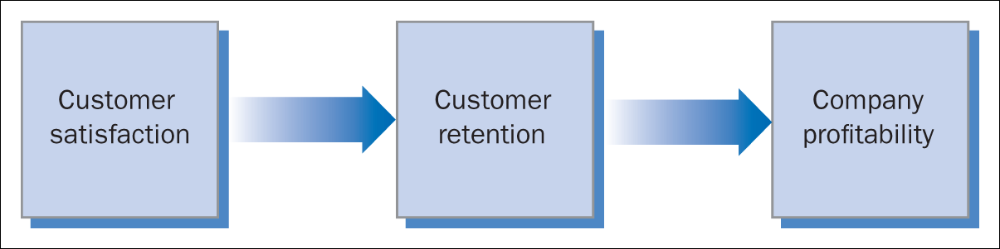 Customer
satisfaction
Customer
retention
Company
profitability